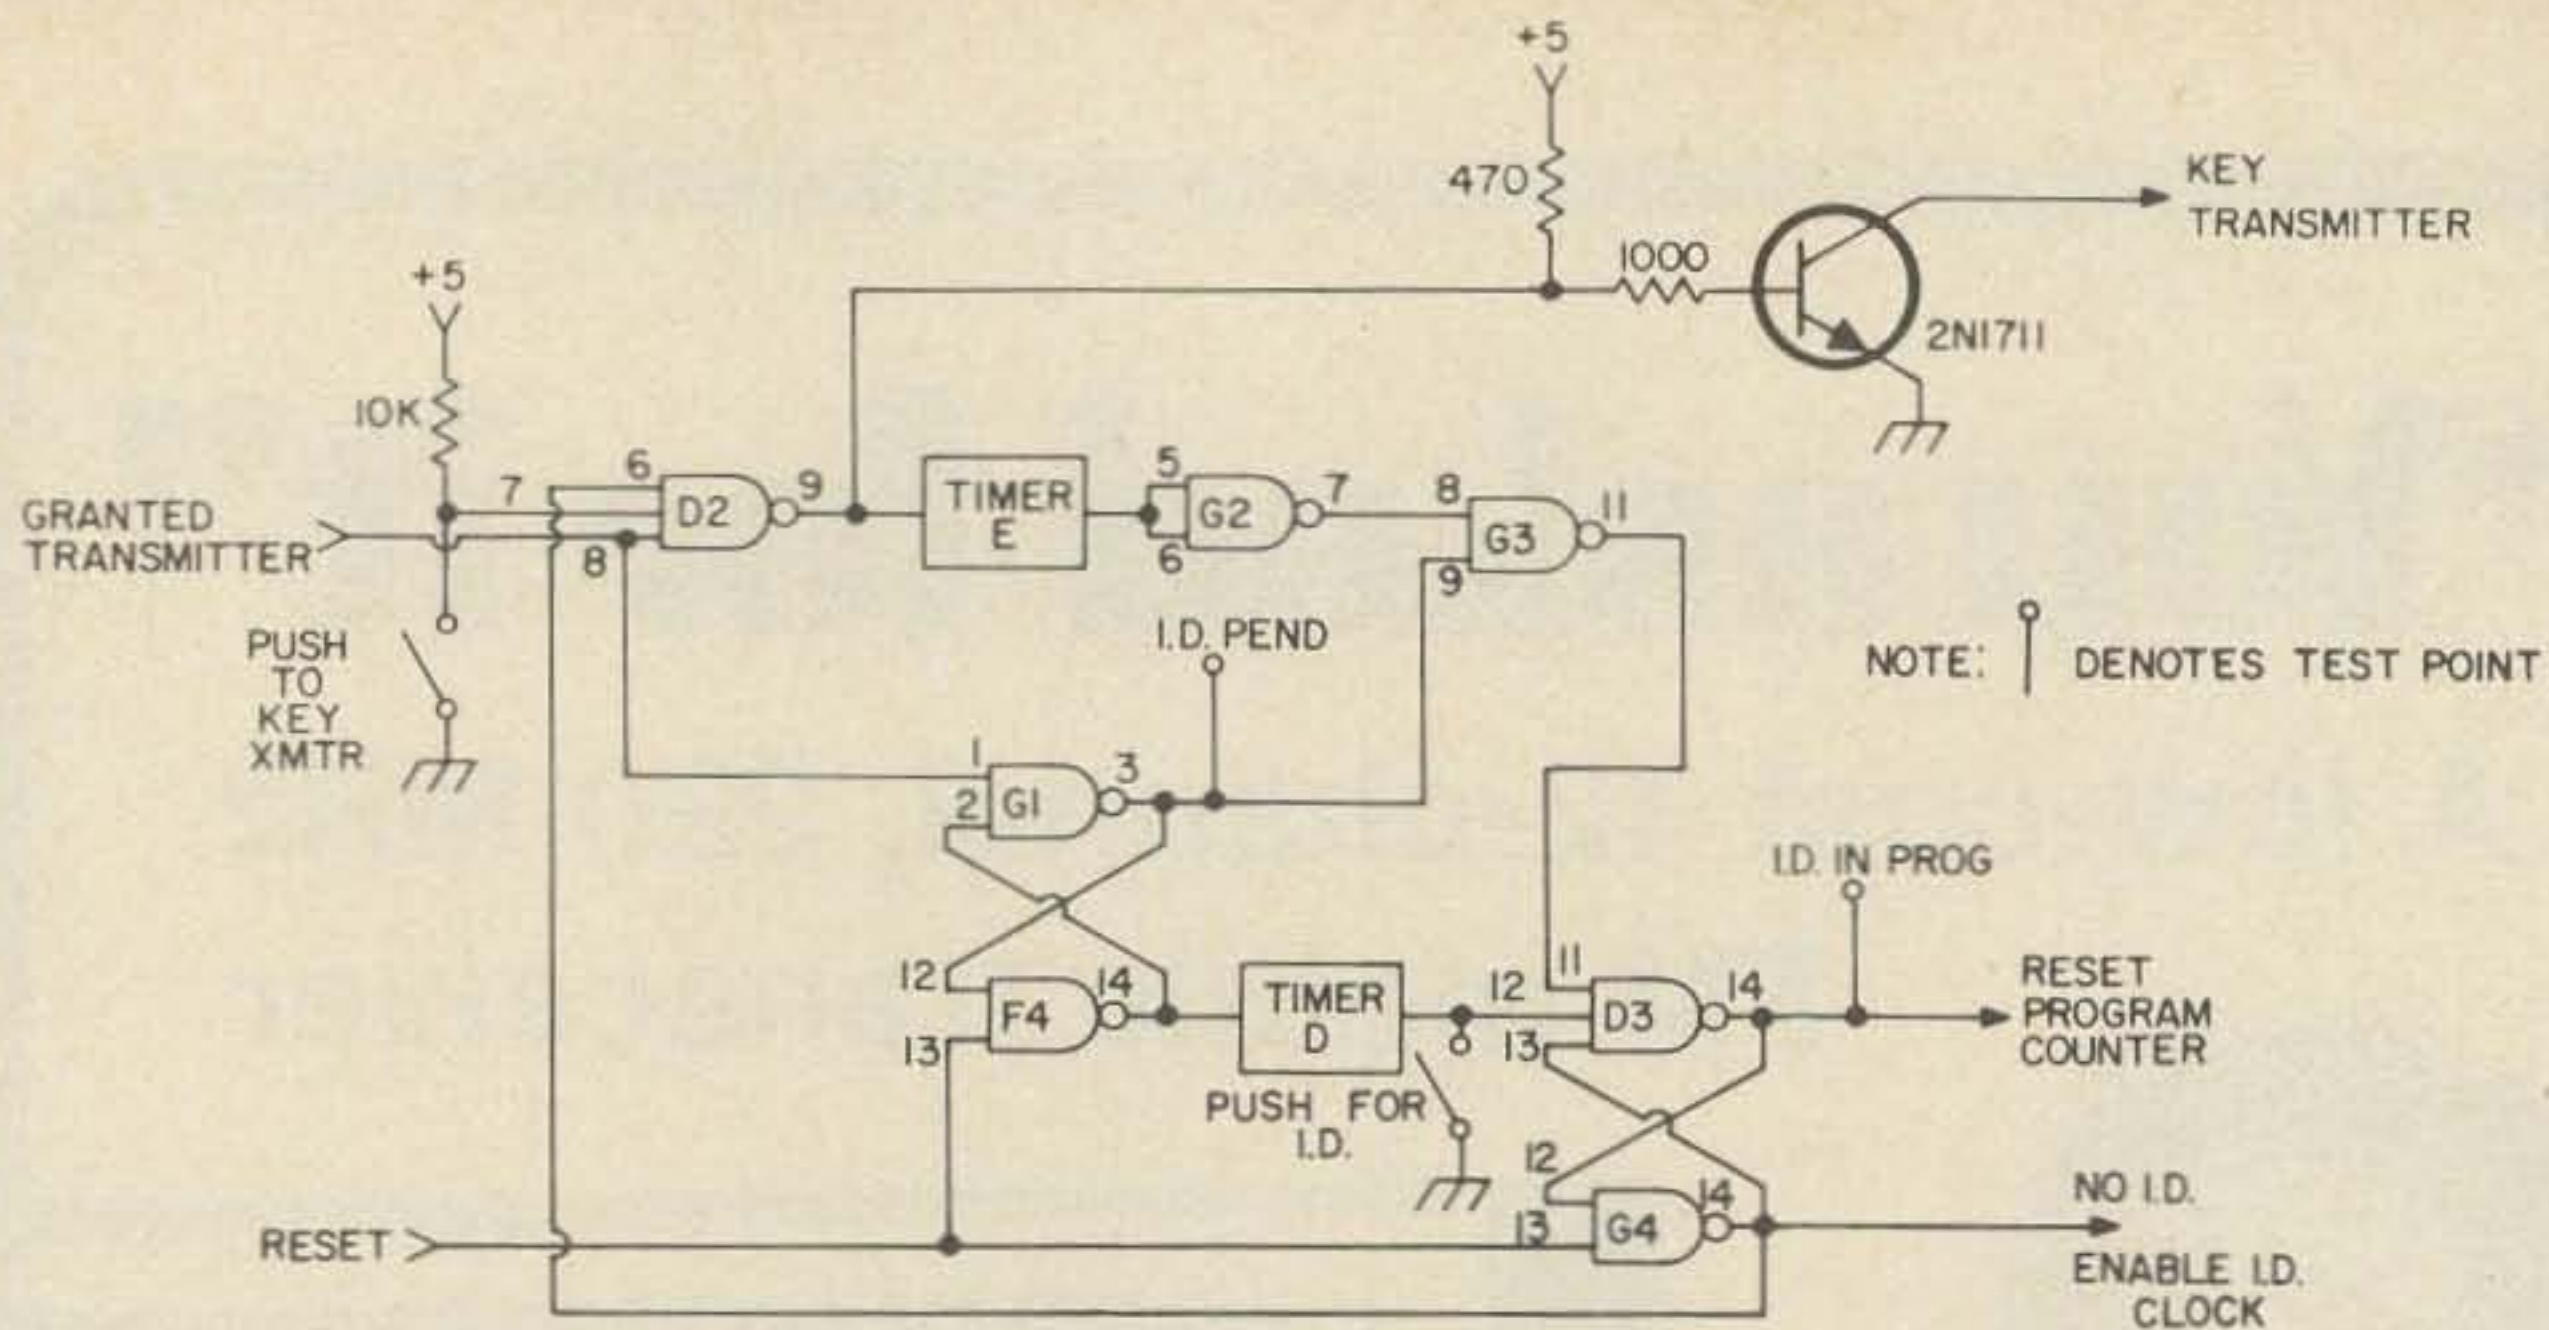 +5
470
1000
KEY
TRANSMITTER
2N1711
+5
10K
7
6
D2
9
8
GRANTED
TRANSMITTER
TIMER
E
5
6
G2
7
8
9
G3
11
PUSH
TO
KEY
XMTR
I.D. PEND
NOTE: DENOTES TEST POINT
1
2
G1
3
I.D. IN PROG
12
13
F4
14
TIMER
D
12
11
13
D3
14
RESET
PROGRAM
COUNTER
PUSH FOR
I.D.
12
13
G4
14
NO I.D.
ENABLE I.D.
CLOCK
RESET